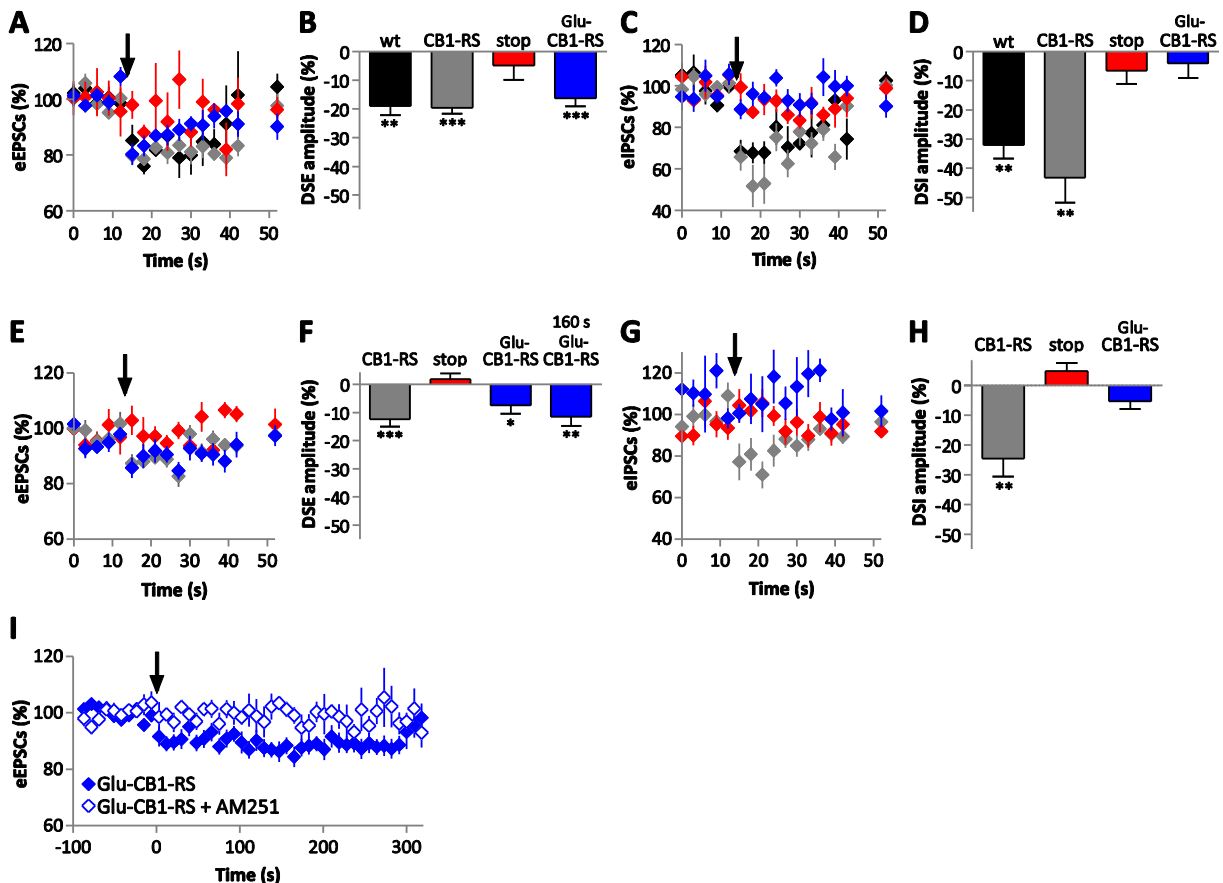 A
eEPSCs (%)
120
100
80
60
0 10 20 30 40 50
Time (s)
B
DSE amplitude (%)
wt CB1-RS stop Glu-
CB1-RS
0
-10
-20
-30
-40
-50
** *** ***
C
eIPSCs (%)
120
100
80
60
40
0 10 20 30 40 50
Time (s)
D
DSI amplitude (%)
wt CB1-RS stop Glu-
CB1-RS
0
-10
-20
-30
-40
-50
** **
E
eEPSCs (%)
120
100
80
60
0 10 20 30 40 50
Time (s)
F
DSE amplitude (%)
CB1-RS stop Glu-
CB1-RS
160 s
Glu-
CB1-RS
0
-10
-20
-30
-40
-50
*** * **
G
eIPSCs (%)
120
100
80
60
40
0 10 20 30 40 50
Time (s)
H
DSI amplitude (%)
CB1-RS stop Glu-
CB1-RS
0
-10
-20
-30
-40
-50
**
I
eEPSCs (%)
120
100
80
60
Glu-CB1-RS
Glu-CB1-RS + AM251
-100 0 100 200 300
Time (s)